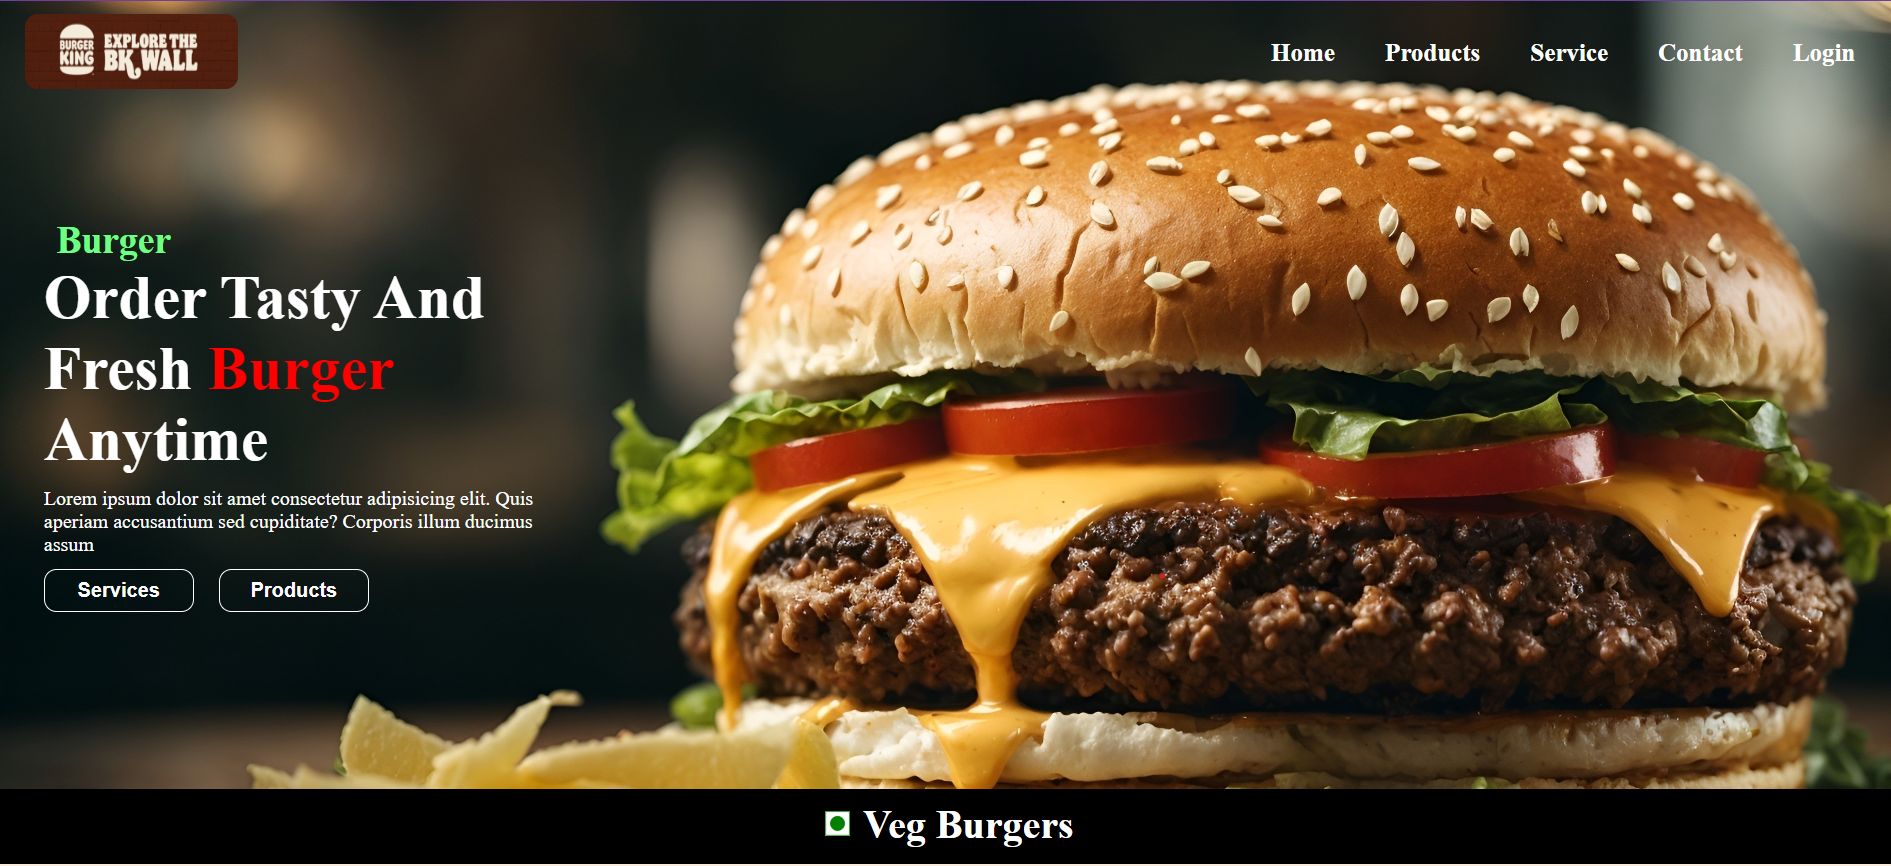 BURGER KING
EXPLORE THE
BK WALL
Home Products Service Contact Login
Burger
Order Tasty And
Fresh Burger
Anytime
Lorem ipsum dolor sit amet consectetur adipisicing elit. Quis
aperiam accusantium sed cupiditate? Corporis illum ducimus
assum
Services Products
Veg Burgers